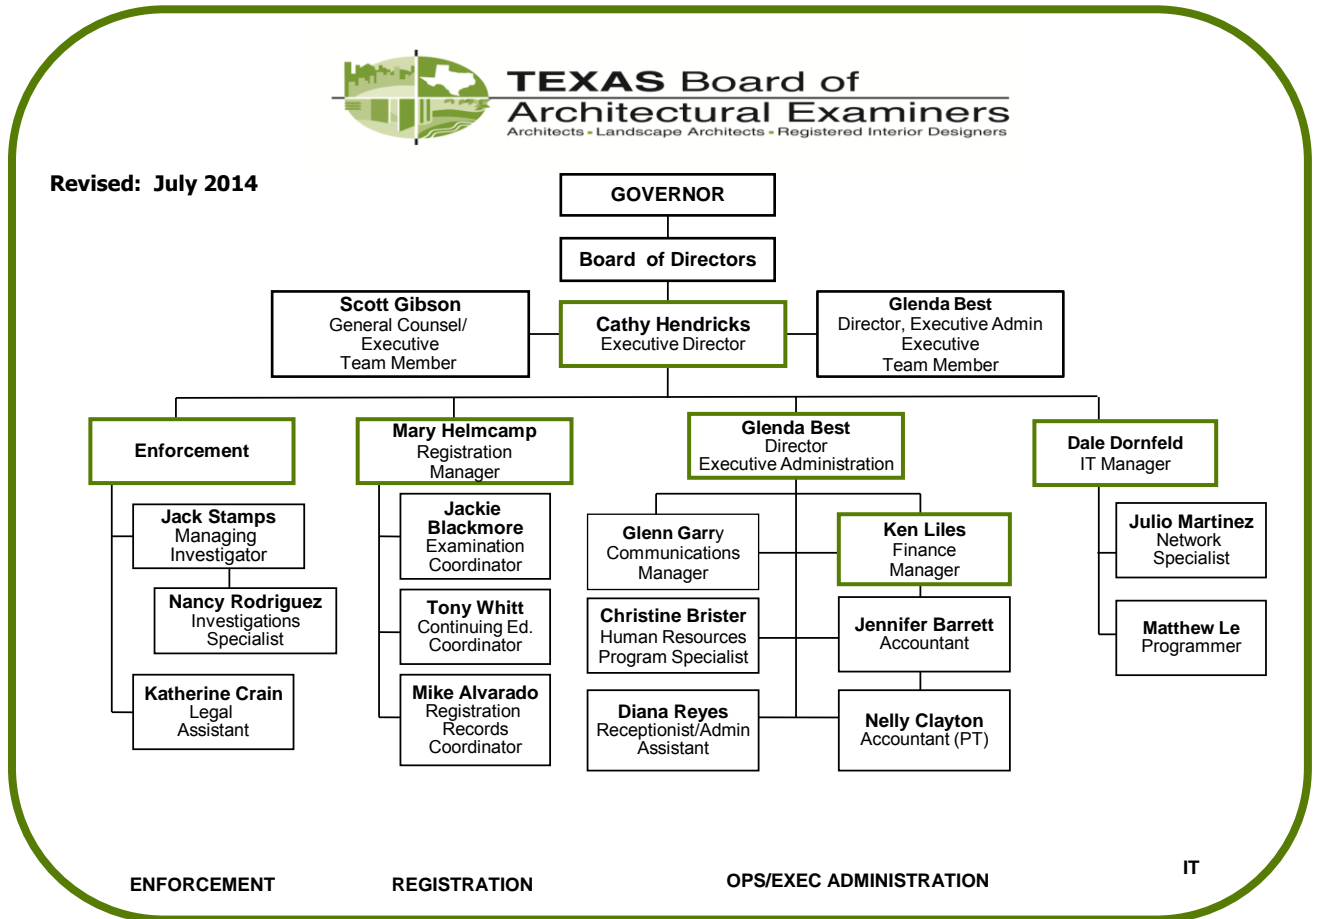 TEXAS Board of
Architectural Examiners
Architects - Landscape Architects - Registered Interior Designers
Revised: July 2014
GOVERNOR
Board of Directors
Scott Gibson
General Counsel/
Executive
Team Member
Cathy Hendricks
Executive Director
Glenda Best
Director, Executive Admin
Executive
Team Member
Enforcement
Mary Helmcamp
Registration
Manager
Glenda Best
Director
Executive Administration
Dale Dornfeld
IT Manager
Jack Stamps
Managing
Investigator
Nancy Rodriguez
Investigations
Specialist
Katherine Crain
Legal
Assistant
Jackie
Blackmore
Examination
Coordinator
Tony Whitt
Continuing Ed.
Coordinator
Mike Alvarado
Registration
Records
Coordinator
Glenn Garry
Communications
Manager
Christine Brister
Human Resources
Program Specialist
Diana Reyes
Receptionist/Admin
Assistant
Ken Liles
Finance
Manager
Jennifer Barrett
Accountant
Nelly Clayton
Accountant (PT)
Julio Martinez
Network
Specialist
Matthew Le
Programmer
ENFORCEMENT
REGISTRATION
OPS/EXEC ADMINISTRATION
IT